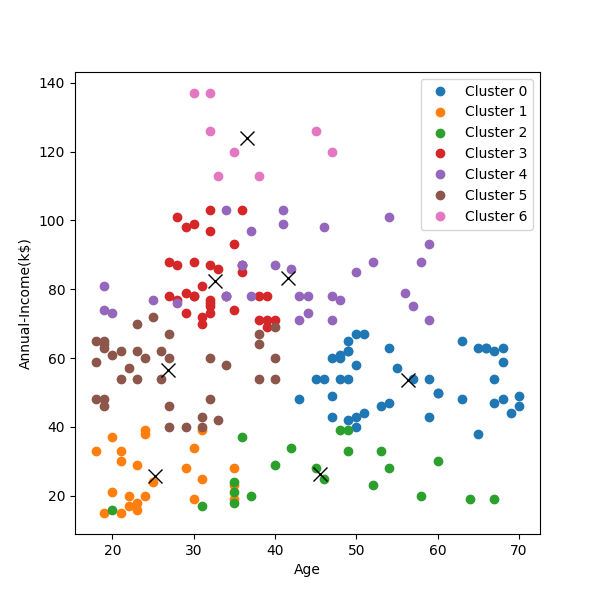 140
120
100
80
60
40
20
Annual-Income(k$)
Cluster 0
Cluster 1
Cluster 2
Cluster 3
Cluster 4
Cluster 5
Cluster 6
20 30 40 50 60 70
Age